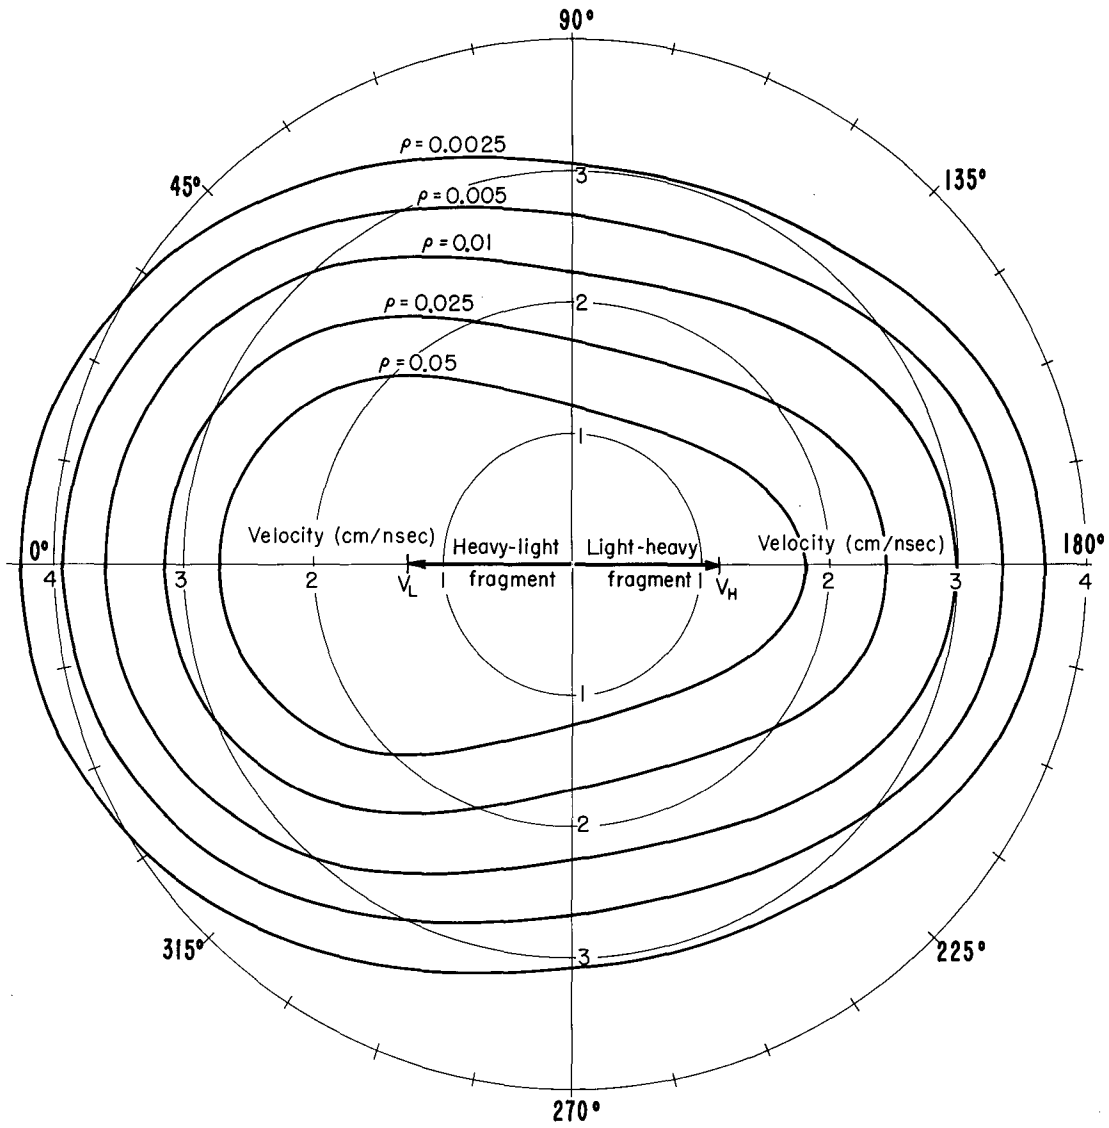 90°
ρ = 0.0025
3
45°
135°
ρ = 0.005
ρ = 0.01
ρ = 0.025
2
ρ = 0.05
1
Velocity (cm/nsec)
Heavy-light
Light-heavy
Velocity (cm/nsec)
0°
180°
4
3
2
V_L
1
fragment
fragment
1
V_H
2
3
4
1
2
315°
3
225°
270°